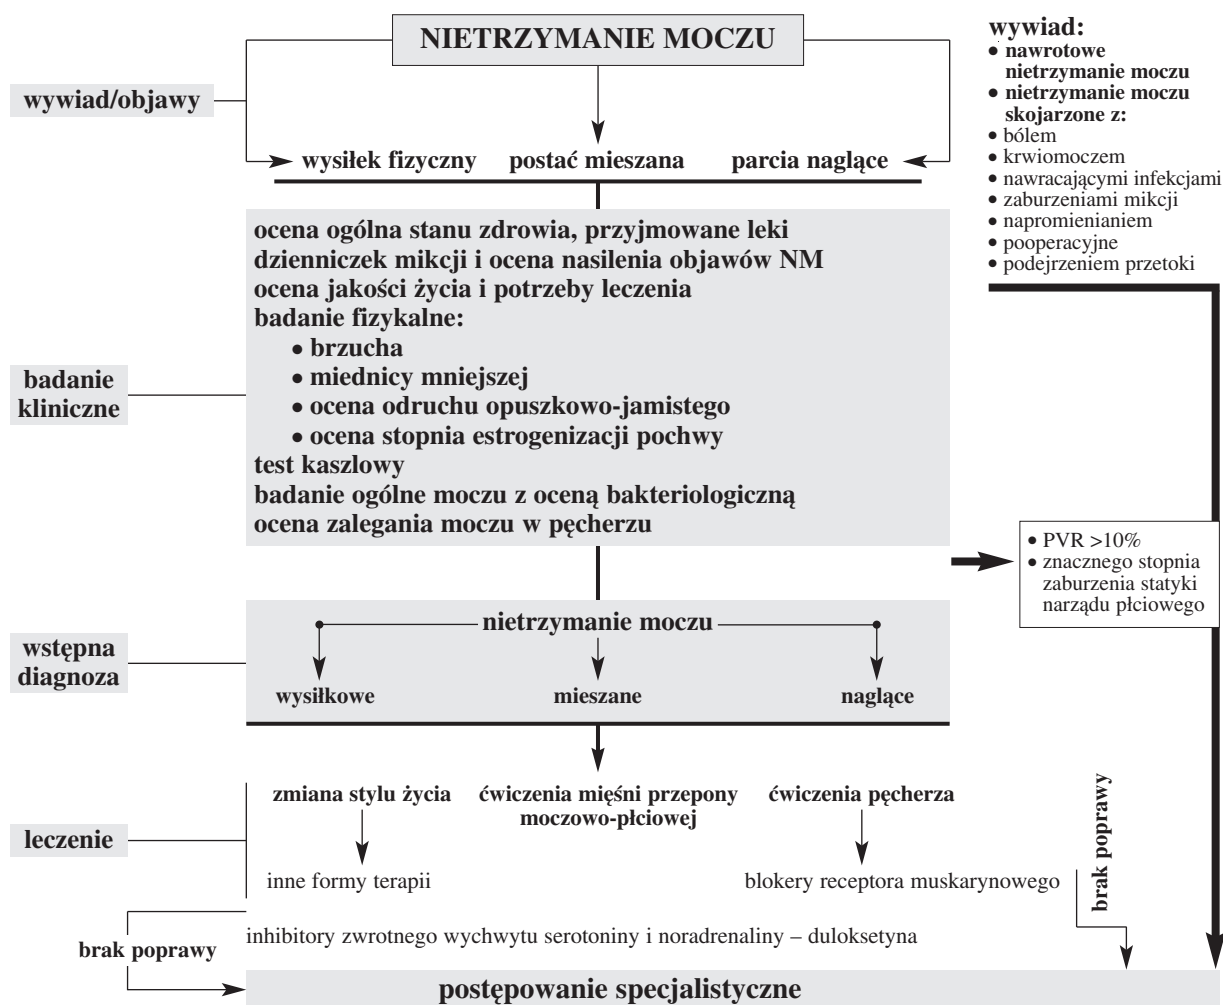 NIETRZYMANIE MOCZU
wywiad/objawy
wysiłek fizyczny
postać mieszana
parcia naglące
wywiad:
• nawrotowe
nietrzymanie moczu
• nietrzymanie moczu
skojarzone z:
• bólem
• krwiomoczem
• nawracającymi infekcjami
• zaburzeniami mikcji
• napromienianiem
• pooperacyjne
• podejrzeniem przetoki
badanie
kliniczne
ocena ogólna stanu zdrowia, przyjmowane leki
dzienniczek mikcji i ocena nasilenia objawów NM
ocena jakości życia i potrzeby leczenia
badanie fizykalne:
• brzucha
• miednicy mniejszej
• ocena odruchu opuszkowo-jamistego
• ocena stopnia estrogenizacji pochwy
test kaszlowy
badanie ogólne moczu z oceną bakteriologiczną
ocena zalegania moczu w pęcherzu
• PVR >10%
• znacznego stopnia
zaburzenia statyki
narządu płciowego
wstępna
diagnoza
nietrzymanie moczu
wysiłkowe
mieszane
naglące
leczenie
zmiana stylu życia
ćwiczenia mięśni przepony
moczowo-płciowej
ćwiczenia pęcherza
inne formy terapii
blokery receptora muskarynowego
brak poprawy
brak poprawy
inhibitory zwrotnego wychwytu serotoniny i noradrenaliny – duloksetyna
postępowanie specjalistyczne